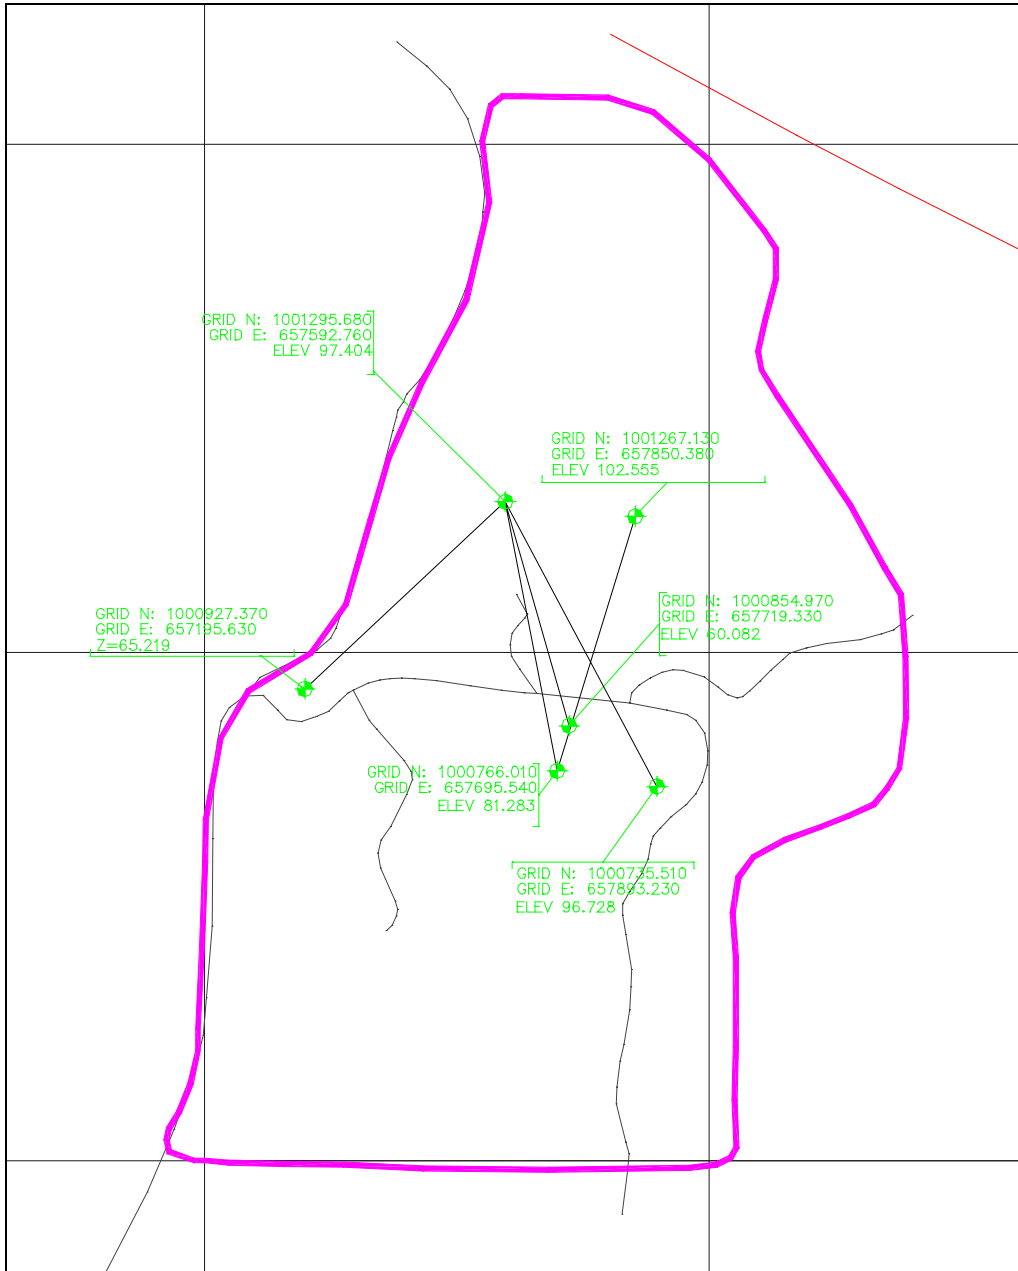 GRID N: 1001295.680
GRID E: 657592.760
ELEV 97.404
GRID N: 1001267.130
GRID E: 657850.380
ELEV 102.555
GRID N: 1000927.370
GRID E: 657195.630
Z=65.219
GRID N: 1000854.970
GRID E: 657719.330
ELEV 60.082
GRID N: 1000766.010
GRID E: 657695.540
ELEV 81.283
GRID N: 1000735.510
GRID E: 657893.230
ELEV 96.728